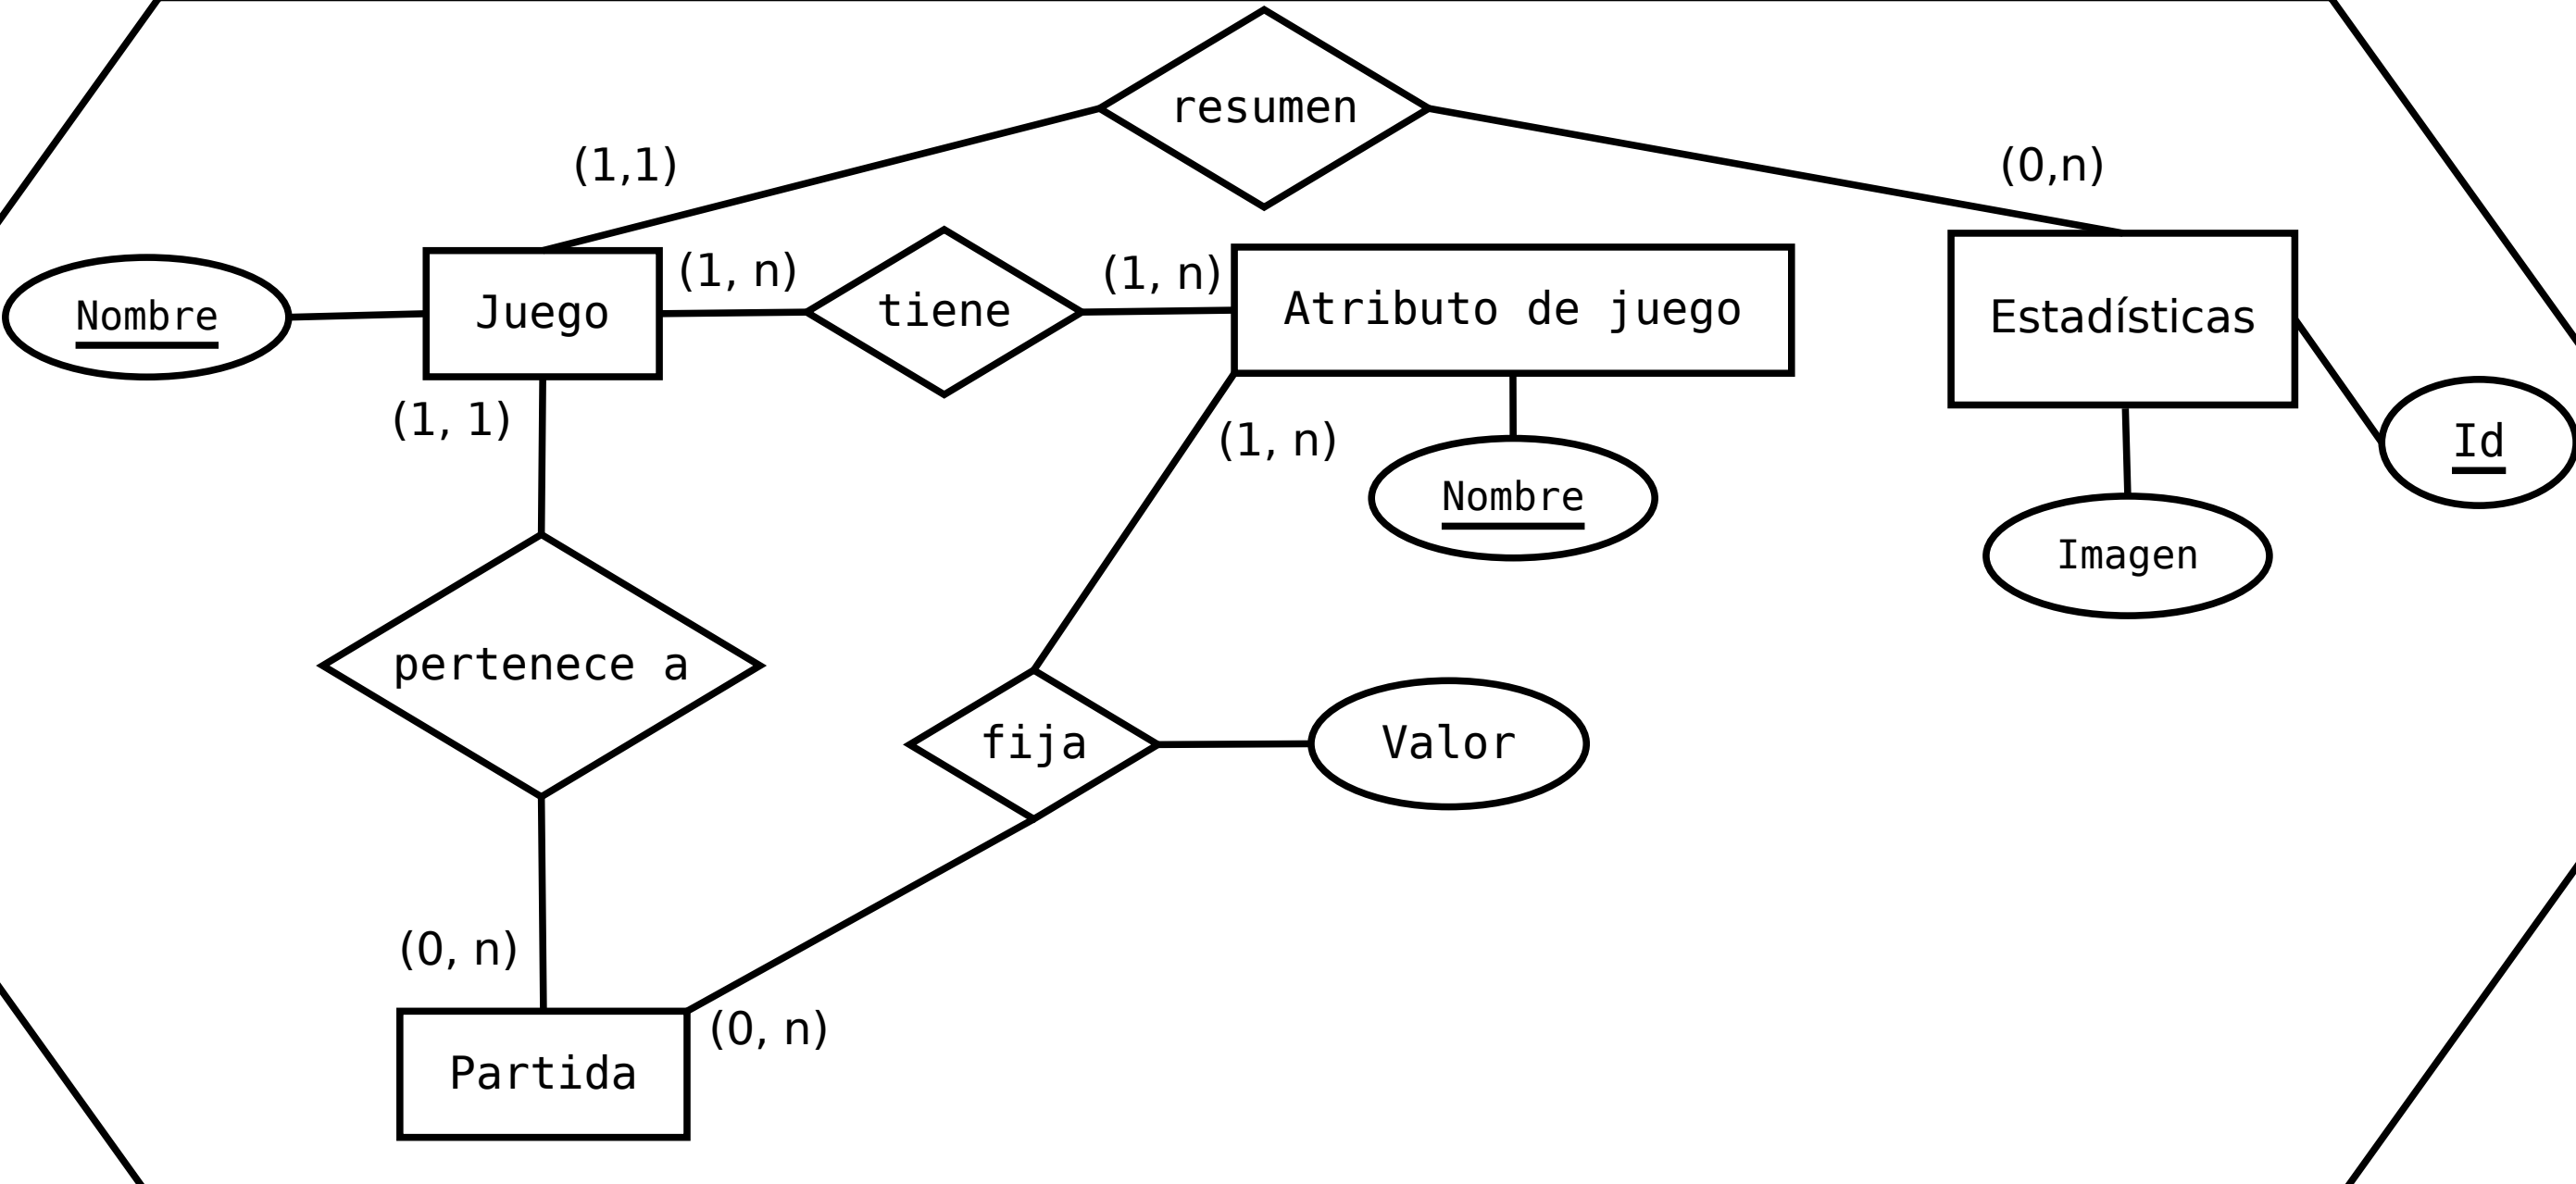 resumen
(1,1)
(0,n)
Nombre
Juego
(1, n)
tiene
(1, n)
Atributo de juego
Estadísticas
(1, 1)
(1, n)
Nombre
Id
Imagen
pertenece a
fija
Valor
(0, n)
(0, n)
Partida